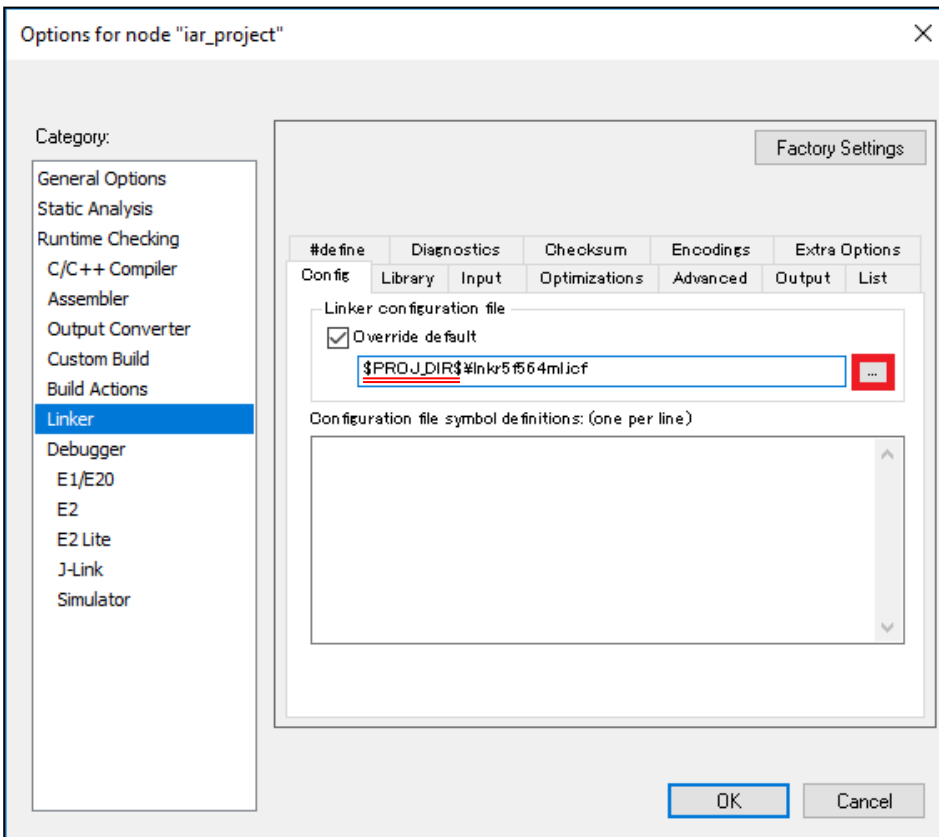 Options for node "iar_project"
Category:
General Options
Static Analysis
Runtime Checking
C/C++ Compiler
Assembler
Output Converter
Custom Build
Build Actions
Linker
Debugger
E1/E20
E2
E2 Lite
J-Link
Simulator
Factory Settings
#define Diagnostics Checksum Encodings Extra Options
Config Library Input Optimizations Advanced Output List
Linker configuration file
Override default
$PROJ_DIR$¥lnkr5f564ml.icf
...
Configuration file symbol definitions: (one per line)
OK Cancel